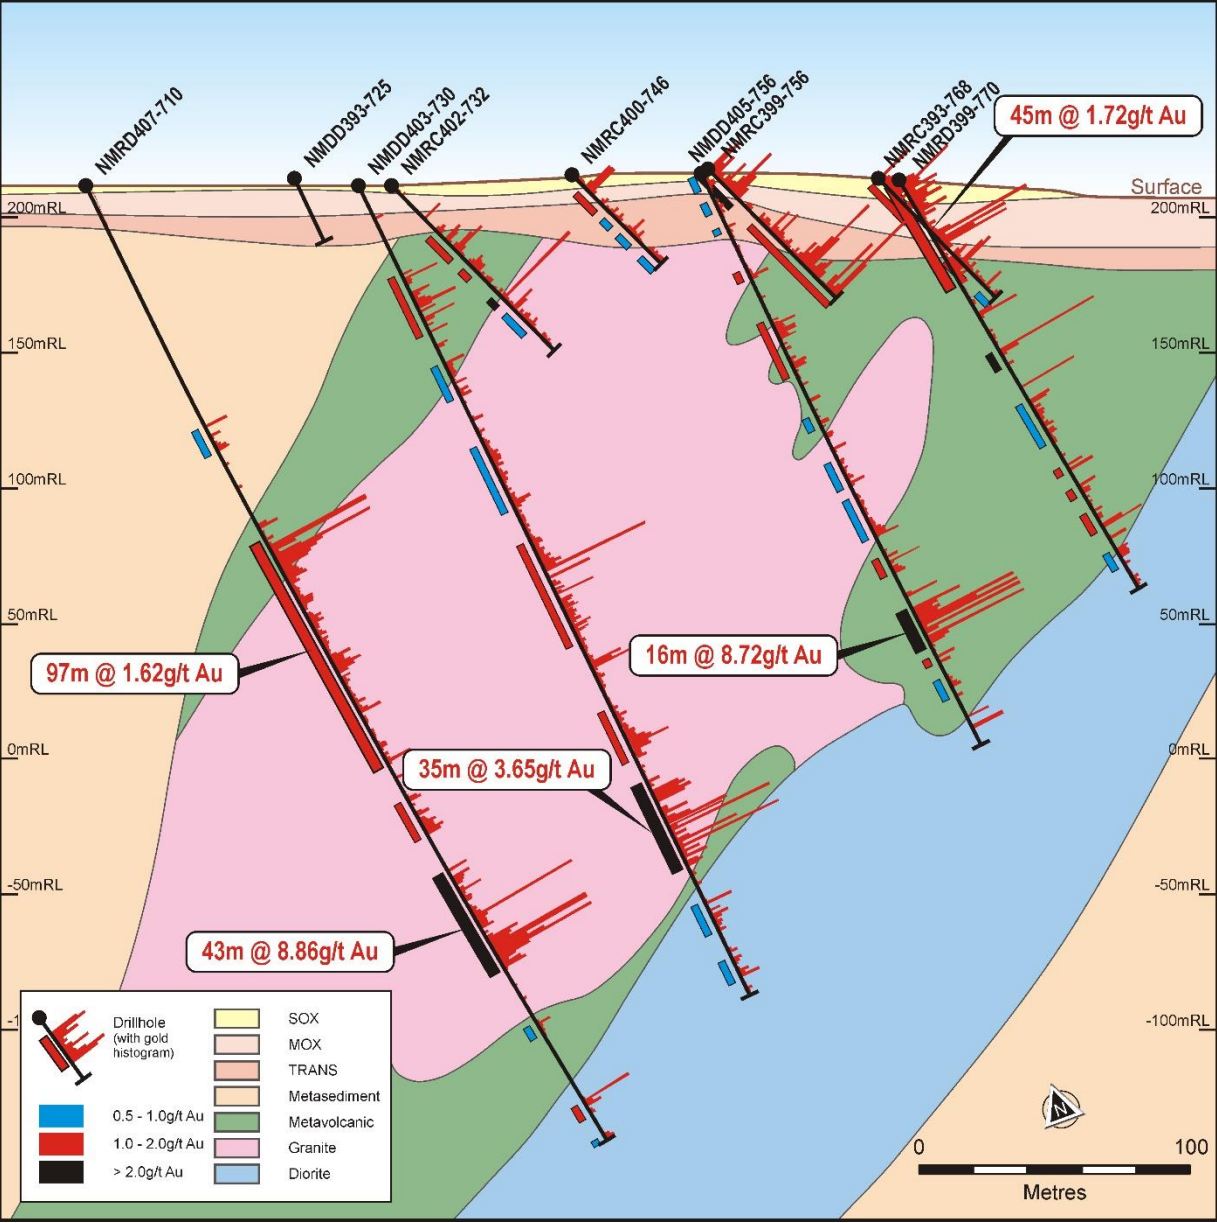 NMRD407-710
NMDD393-725
NMDD403-730
NMRC402-732
NMRC400-746
NMDD405-756
NMRC399-756
NMRC393-768
NMRD399-770
45m @ 1.72g/t Au
Surface
200mRL
200mRL
150mRL
150mRL
100mRL
100mRL
50mRL
50mRL
97m @ 1.62g/t Au
16m @ 8.72g/t Au
0mRL
0mRL
35m @ 3.65g/t Au
-50mRL
-50mRL
43m @ 8.86g/t Au
-1
-100mRL
Drillhole
(with gold
histogram)
0.5 - 1.0g/t Au
1.0 - 2.0g/t Au
> 2.0g/t Au
SOX
MOX
TRANS
Metasediment
Metavolcanic
Granite
Diorite
N
0 100
Metres